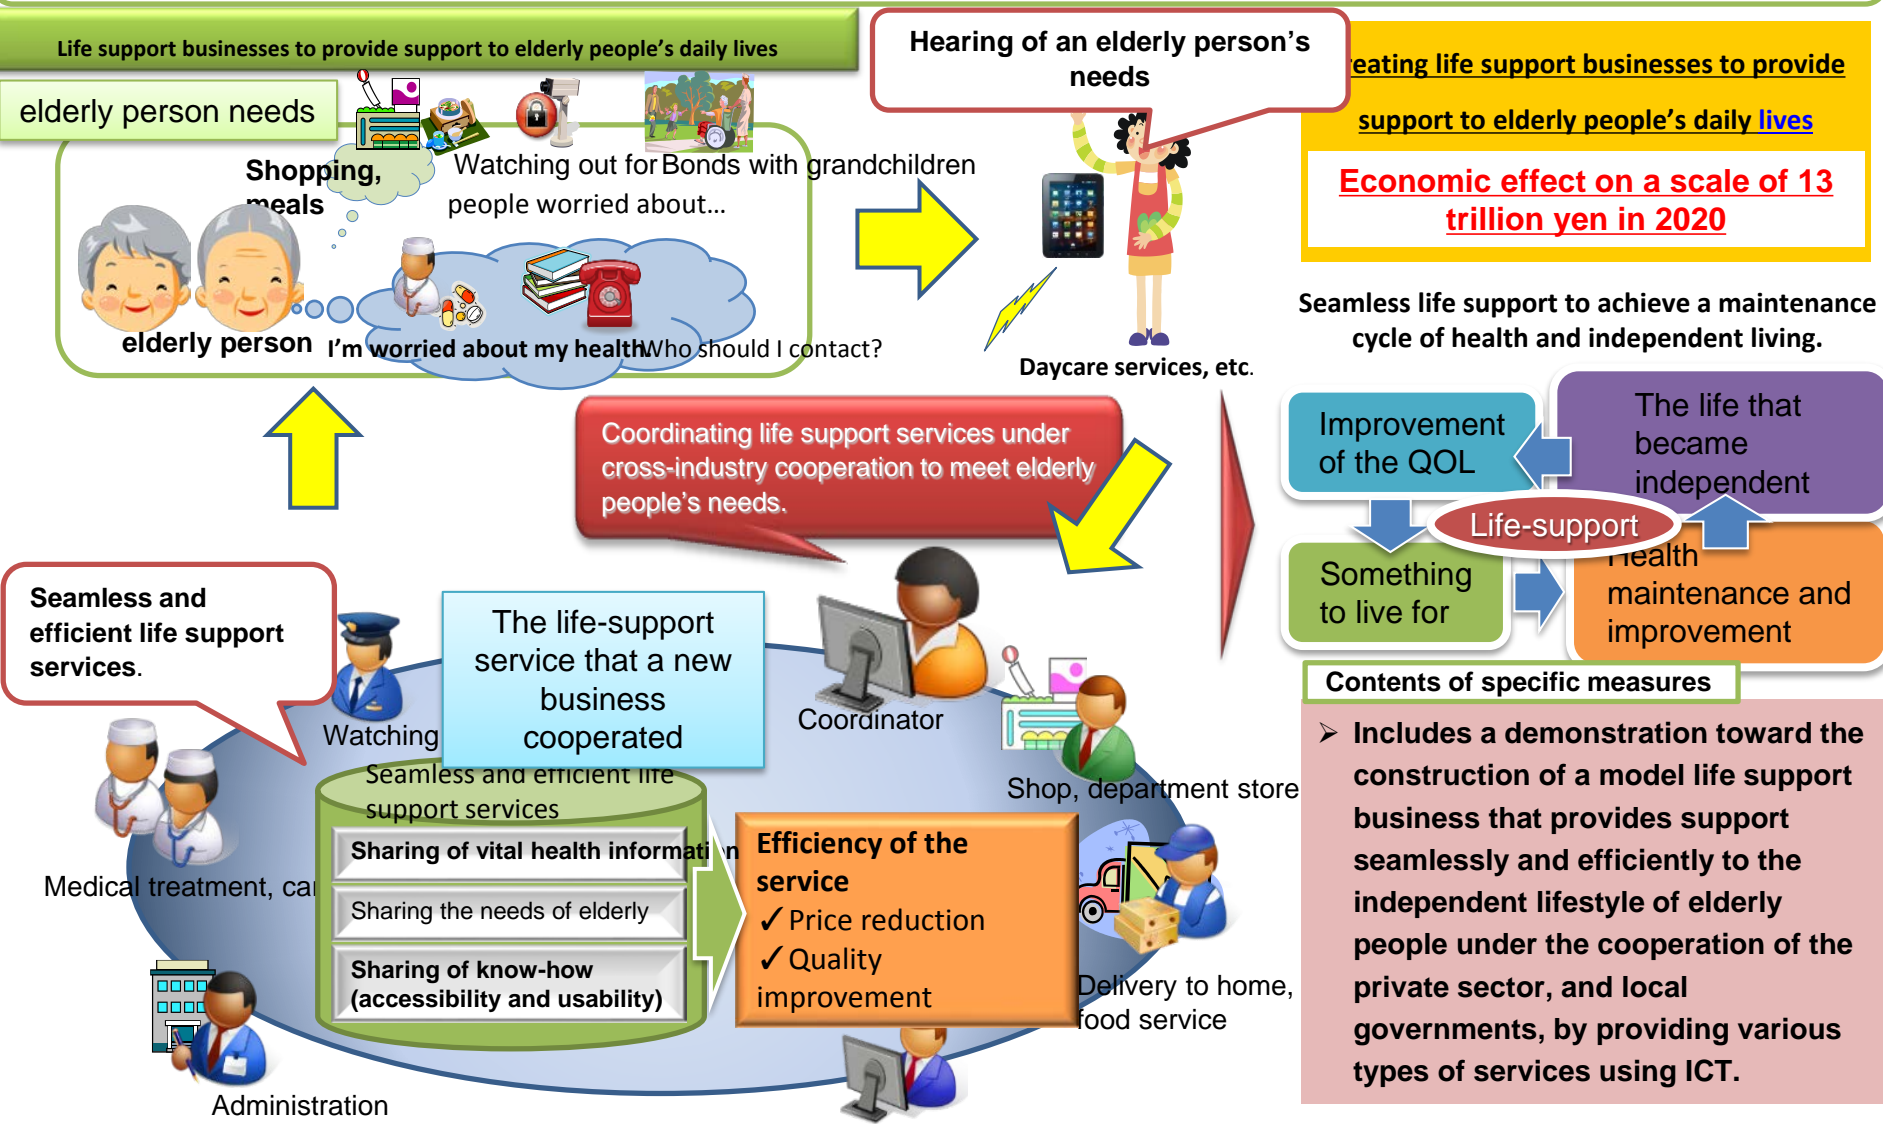 Life support businesses to provide support to elderly people's daily lives
elderly person needs
Shopping,
meals
Watching out for
people worried about...
Bonds with grandchildren
elderly person
I'm worried about my health.
Who should I contact?
Hearing of an elderly person's
needs
Daycare services, etc.
eating life support businesses to provide
support to elderly people's daily lives
Economic effect on a scale of 13
trillion yen in 2020
Seamless life support to achieve a maintenance
cycle of health and independent living.
Improvement
of the QOL
The life that
became
independent
Life-support
Something
to live for
Health
maintenance and
improvement
Coordinating life support services under
cross-industry cooperation to meet elderly
people's needs.
Seamless and
efficient life support
services.
The life-support
service that a new
business
cooperated
Watching
Coordinator
Shop, department store
Medical treatment, car
Seamless and efficient life
support services
Sharing of vital health information
Sharing the needs of elderly
Sharing of know-how
(accessibility and usability)
Efficiency of the
service
✓Price reduction
✓Quality
improvement
Delivery to home,
food service
Administration
Contents of specific measures
➢ Includes a demonstration toward the
construction of a model life support
business that provides support
seamlessly and efficiently to the
independent lifestyle of elderly
people under the cooperation of the
private sector, and local
governments, by providing various
types of services using ICT.